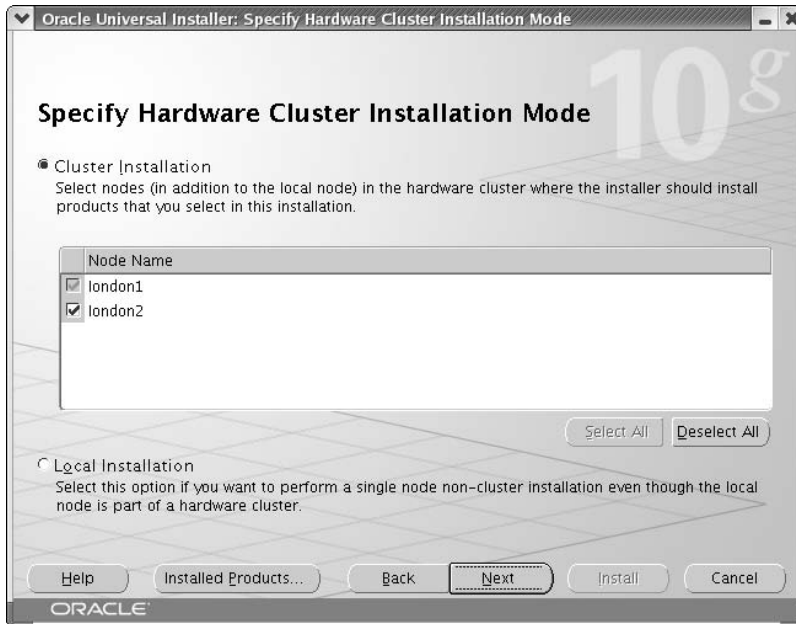 Oracle Universal Installer: Specify Hardware Cluster Installation Mode
10g
Specify Hardware Cluster Installation Mode
Cluster Installation
Select nodes (in addition to the local node) in the hardware cluster where the installer should install
products that you select in this installation.
Node Name
london1
london2
Select All
Deselect All
Local Installation
Select this option if you want to perform a single node non-cluster installation even though the local
node is part of a hardware cluster.
Help
Installed Products...
Back
Next
Install
Cancel
ORACLE